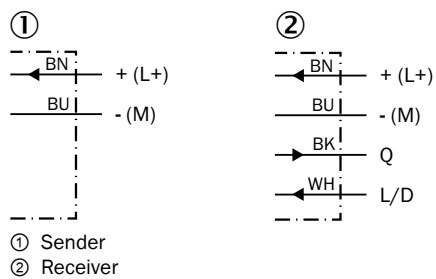 ① ②
BN + (L+)
BU - (M)
BN + (L+)
BU - (M)
BK Q
WH L/D
① Sender
② Receiver